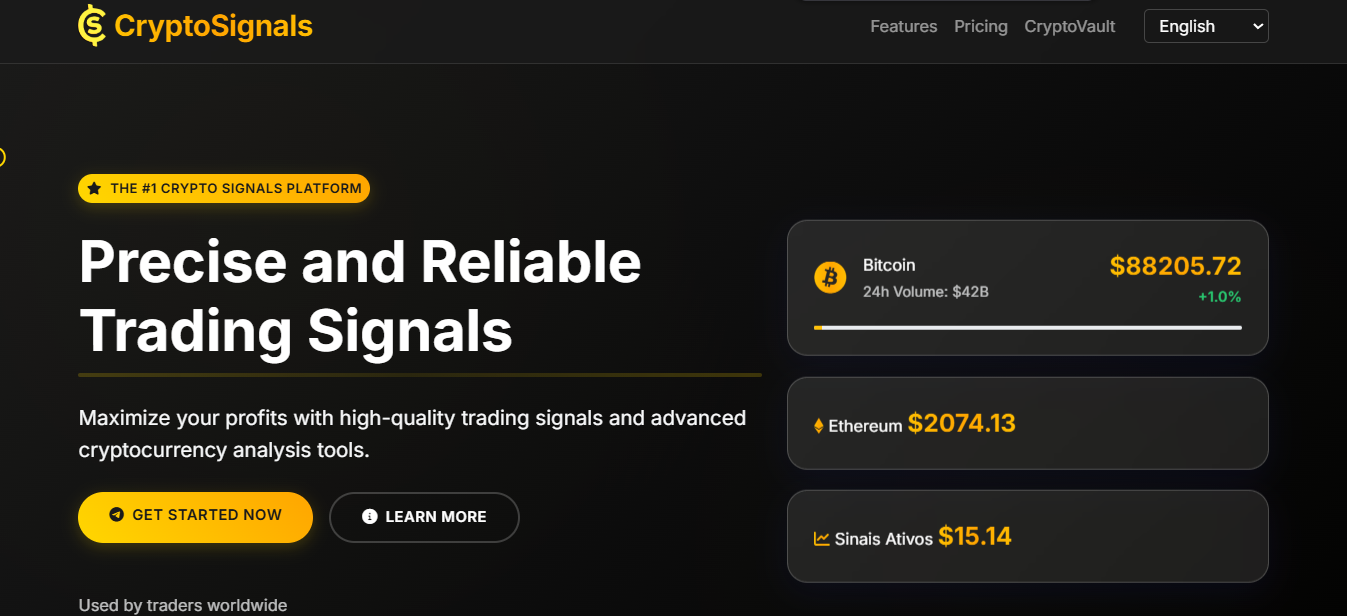 CryptoSignals
Features Pricing CryptoVault English
THE #1 CRYPTO SIGNALS PLATFORM
Precise and Reliable
Trading Signals
Maximize your profits with high-quality trading signals and advanced
cryptocurrency analysis tools.
GET STARTED NOW LEARN MORE
Used by traders worldwide
Bitcoin $88205.72
24h Volume: $42B +1.0%
Ethereum $2074.13
Sinais Ativos $15.14